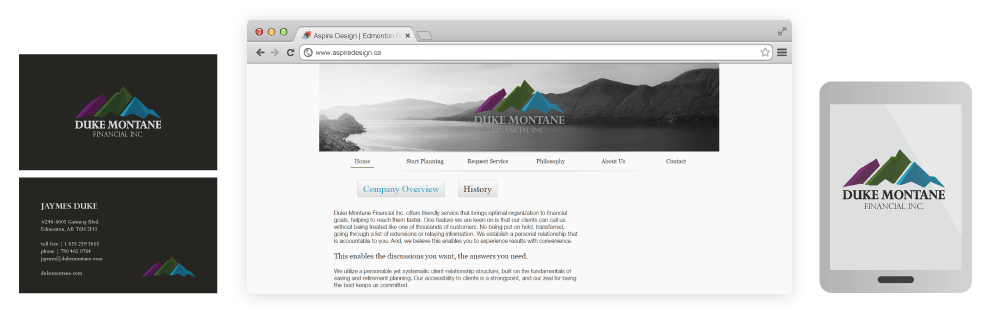 DUKE MONTANE
FINANCIAL INC.
JAYMES DUKE
#248-6005 Gateway Blvd.
Edmonton, AB T6H 2H3
phone | 780 462 0764
jaymes@dukemontane.com
dukemontane.com
Aspire Design | Edmonton
www.aspiredesign.ca
DUKE MONTANE
FINANCIAL INC.
Home Start Planning Request Service Philosophy About Us Contact
Company Overview History
Duke Montane Financial Inc. offers friendly service that brings optimal organization to financial
goals, helping to reach them faster. One feature we are keen on is that our clients can call us
without being treated like one of thousands of customers. No being put on hold, transferred,
going through a list of extensions or relaying information. We establish a personal relationship that
is accountable to you. And, we believe this enables you to experience results with convenience.
This enables the discussions you want, the answers you need.
We utilize a personable yet systematic client-relationship structure, built on the fundamentals of
saving and retirement planning. Our accessibility to clients is a strongpoint, and our zeal for being
the best keeps us committed.
DUKE MONTANE
FINANCIAL INC.